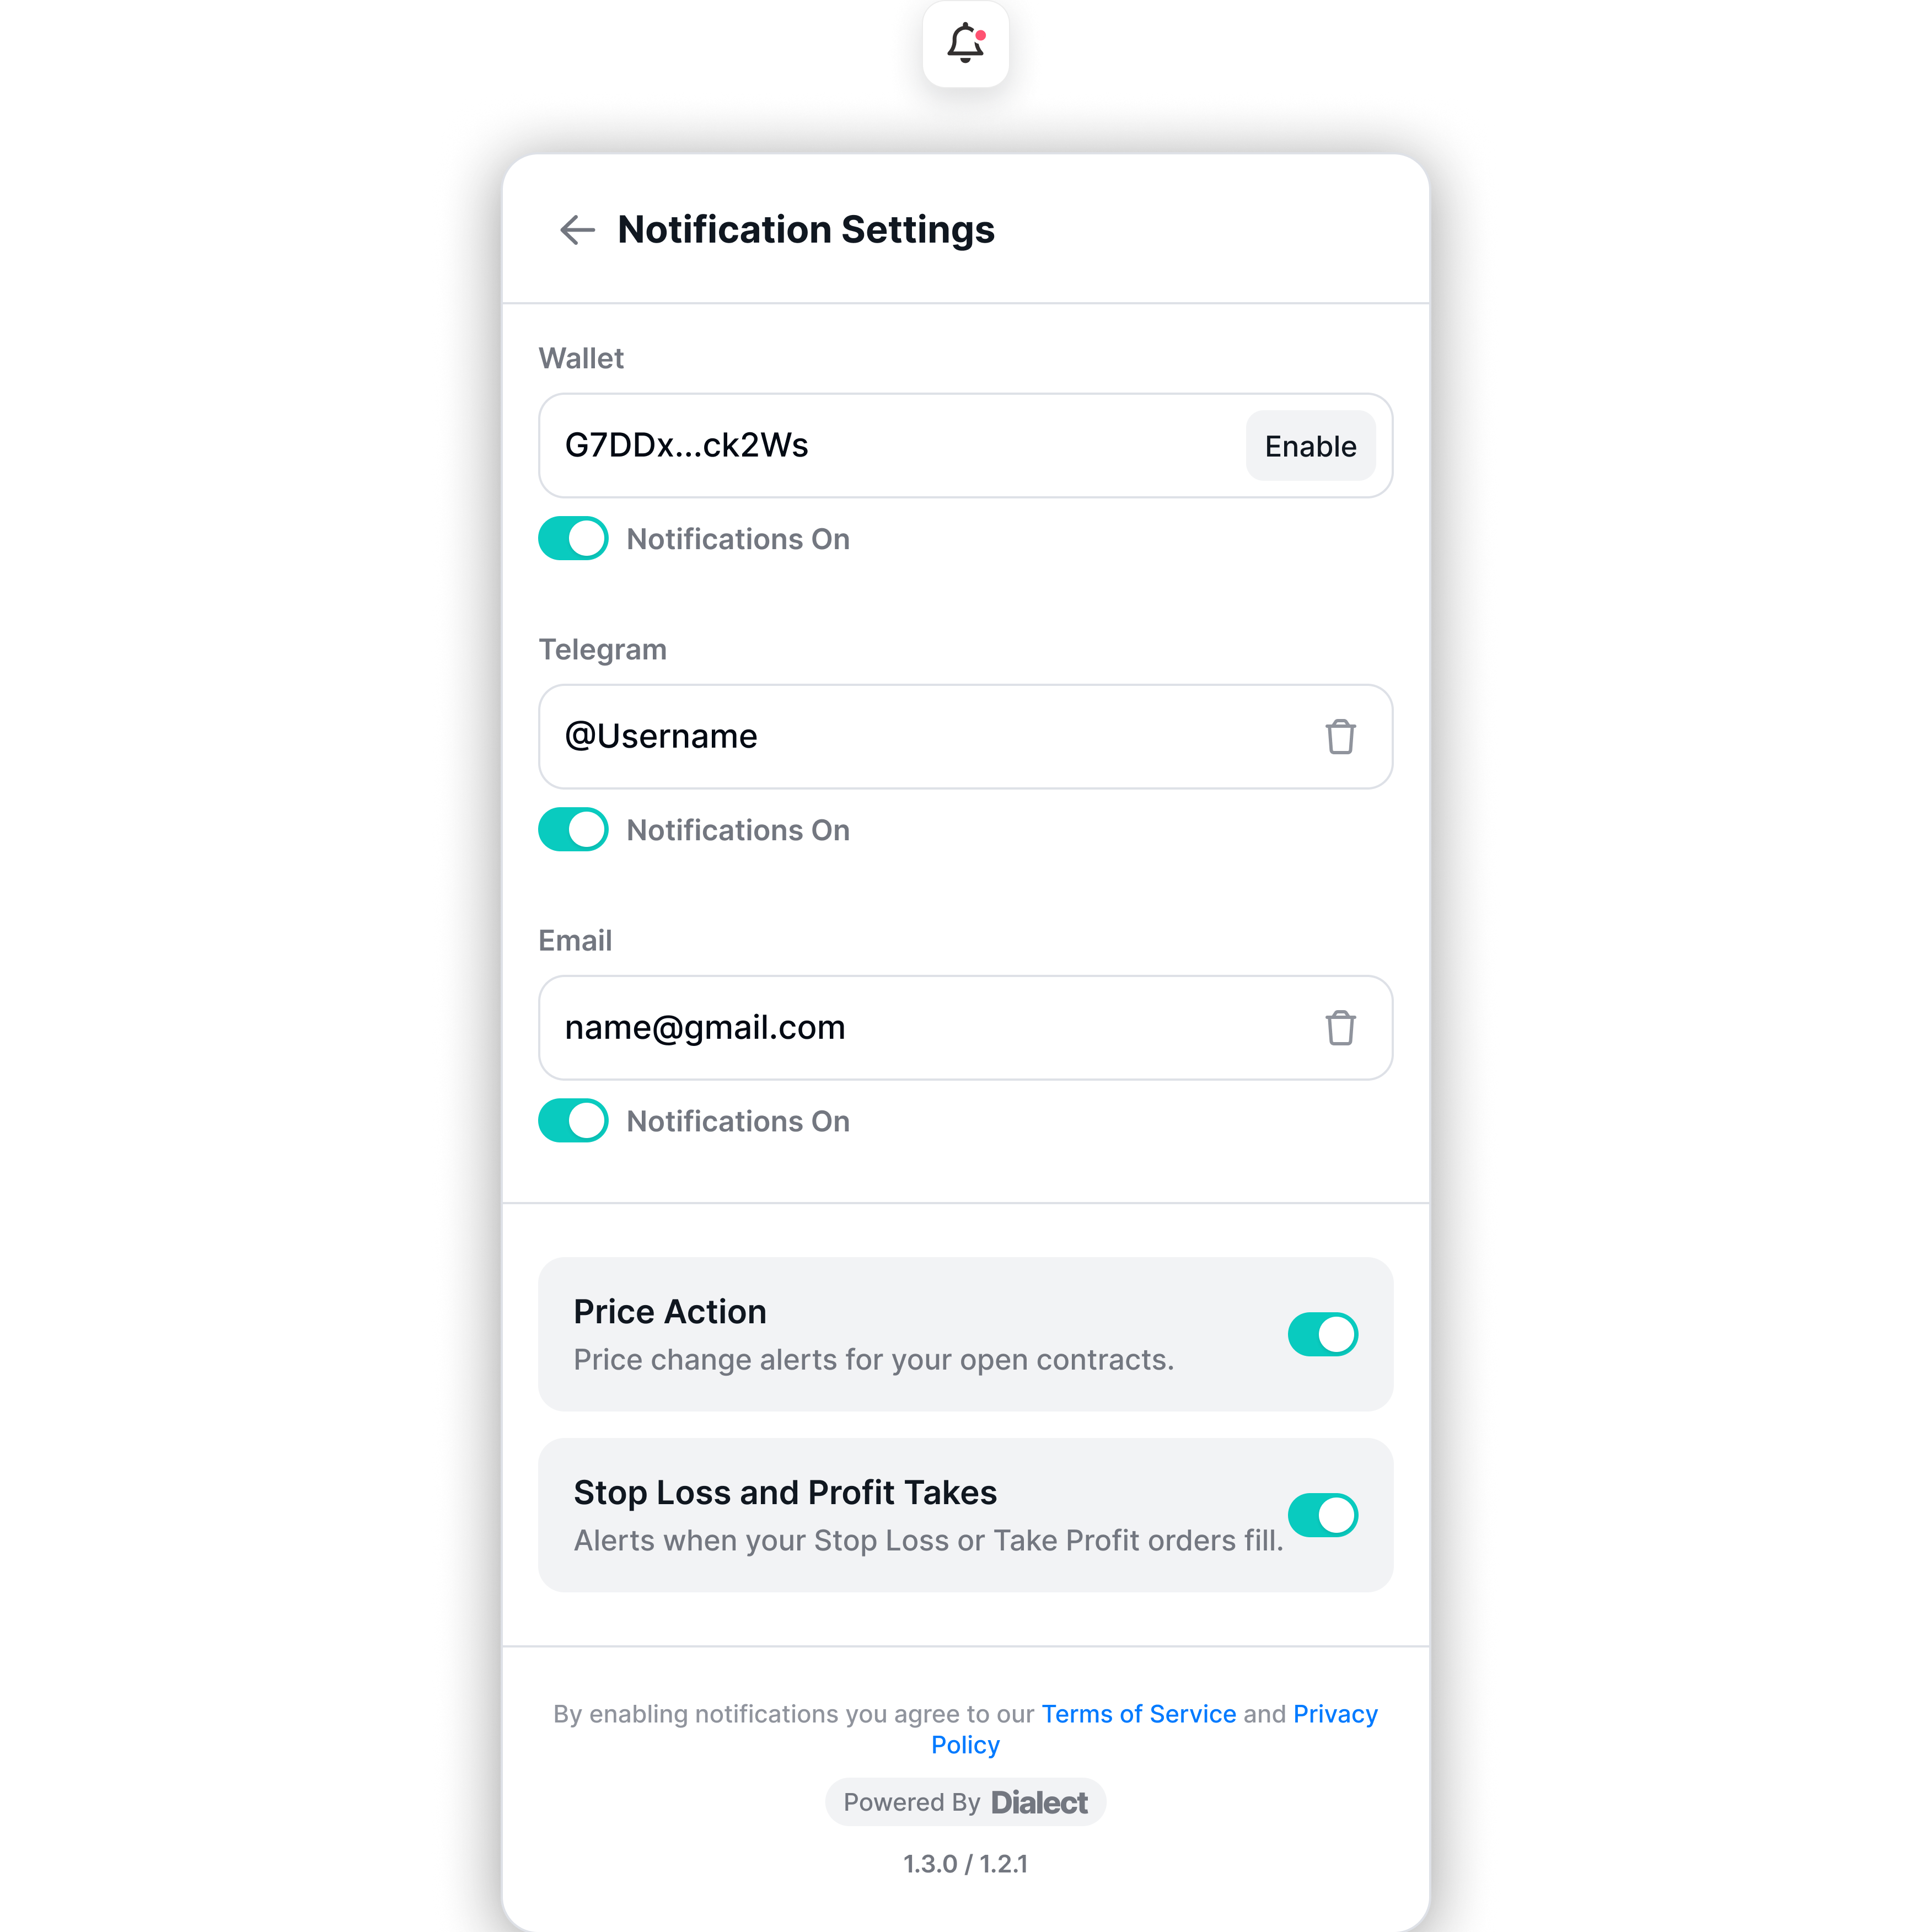 Notification Settings
Wallet
G7DDx...ck2Ws
Enable
Notifications On
Telegram
@Username
Notifications On
Email
name@gmail.com
Notifications On
Price Action
Price change alerts for your open contracts.
Stop Loss and Profit Takes
Alerts when your Stop Loss or Take Profit orders fill.
By enabling notifications you agree to our Terms of Service and Privacy
Policy
Powered By Dialect
1.3.0 / 1.2.1